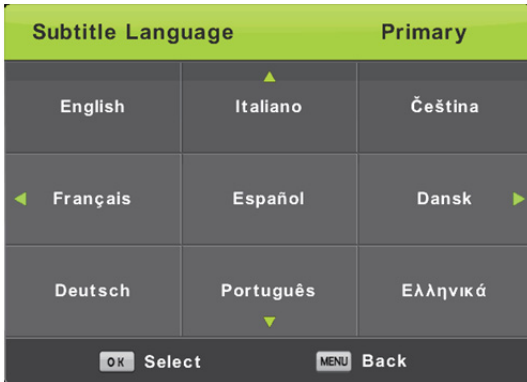 Subtitle Language Primary
English Italiano Čeština
Français Español Dansk
Deutsch Português Ελληνικά
OK Select MENU Back